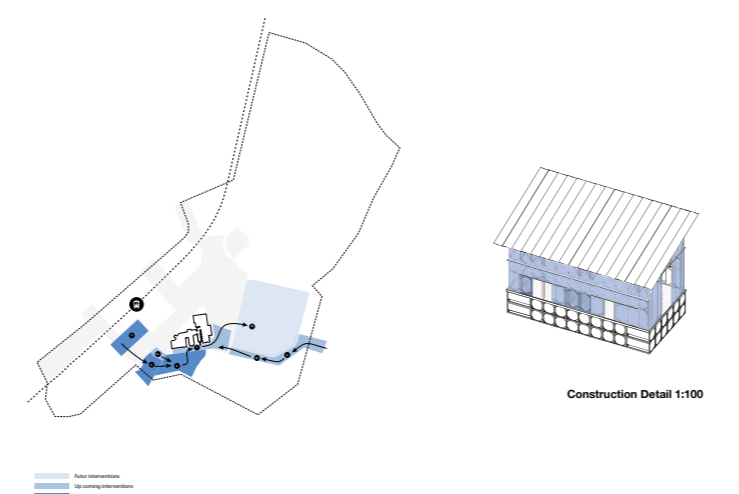 Construction Detail 1:100
Futur interventions
Up coming interventions